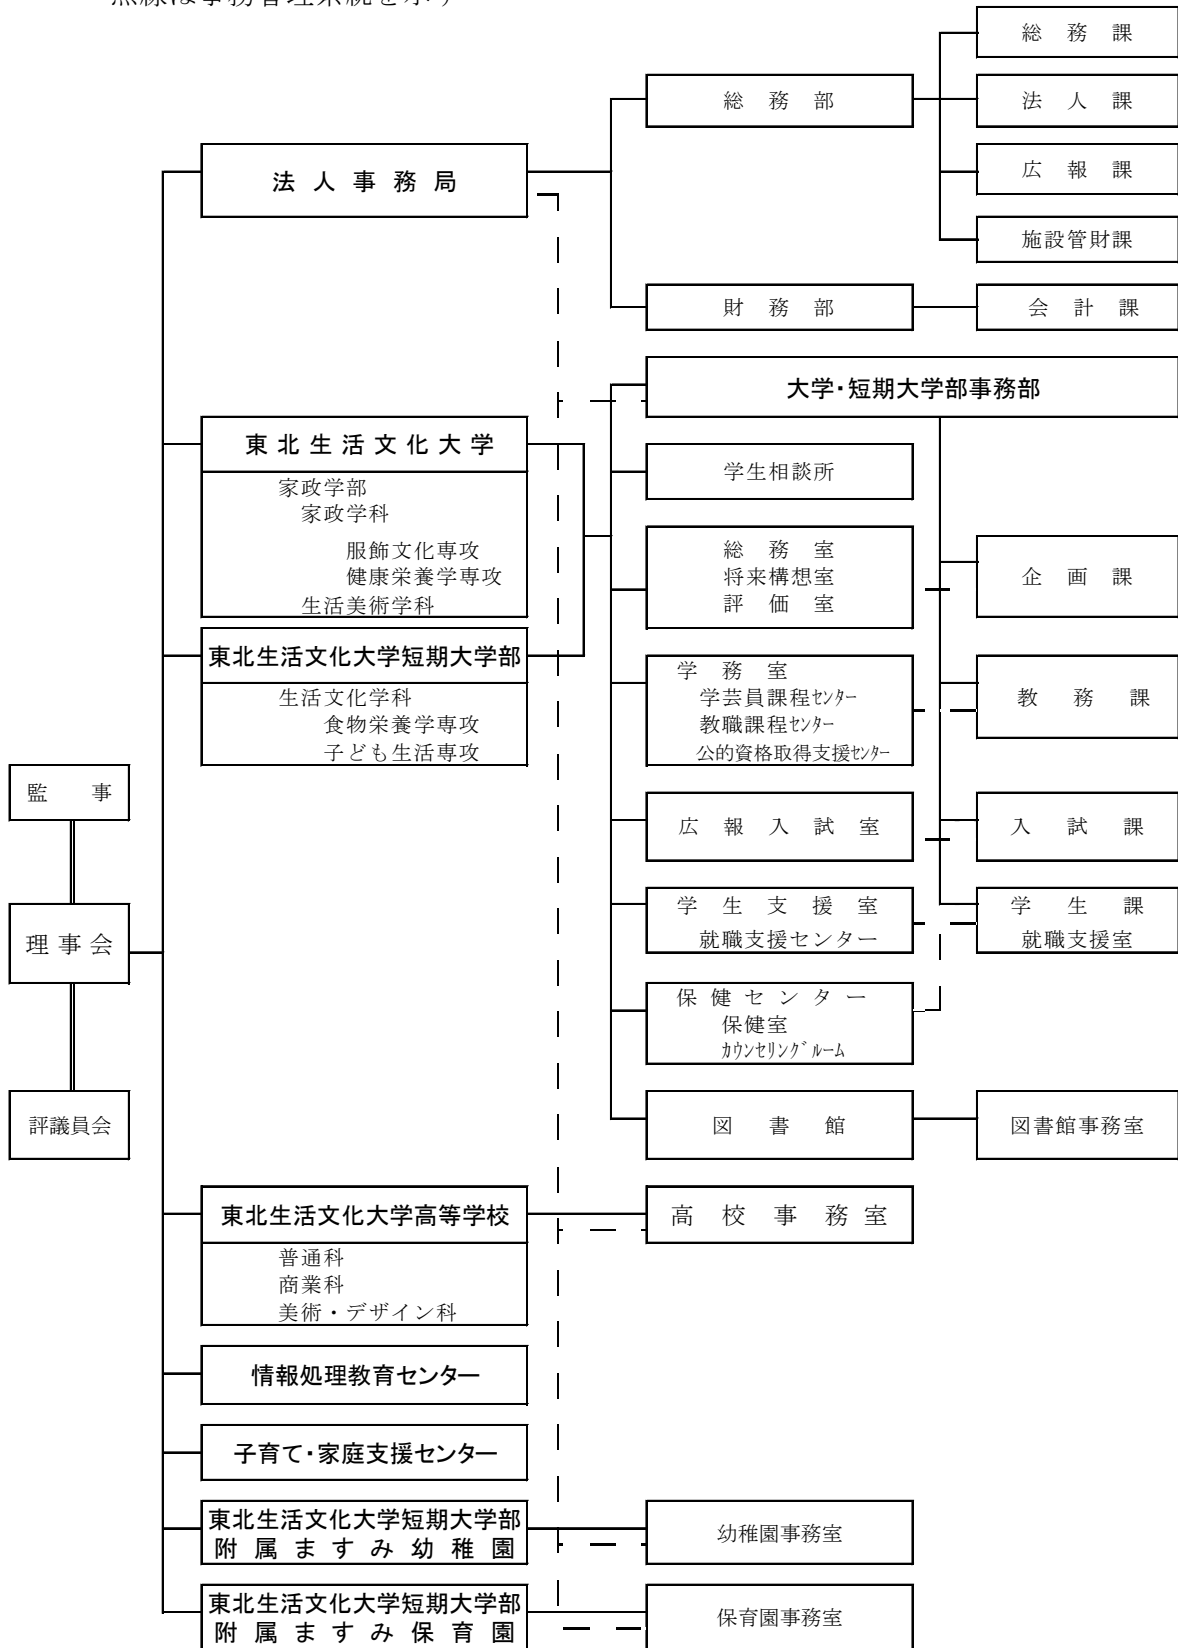 総務課
総務部
法人課
広報課
法人事務局
施設管財課
財務部
会計課
大学・短期大学部事務部
東北生活文化大学
家政学部
家政学科
服飾文化専攻
健康栄養学専攻
生活美術学科
学生相談所
総務室
将来構想室
評価室
企画課
東北生活文化大学短期大学部
生活文化学科
食物栄養学専攻
子ども生活専攻
学務室
学芸員課程ｾﾝﾀｰ
教職課程ｾﾝﾀｰ
公的資格取得支援ｾﾝﾀｰ
教務課
監事
広報入試室
入試課
理事会
学生支援室
就職支援センター
学生課
就職支援室
保健センター
保健室
ｶｳﾝｾﾘﾝｸﾞﾙｰﾑ
評議員会
図書館
図書館事務室
東北生活文化大学高等学校
普通科
商業科
美術・デザイン科
高校事務室
情報処理教育センター
子育て・家庭支援センター
東北生活文化大学短期大学部
附属ますみ幼稚園
幼稚園事務室
東北生活文化大学短期大学部
附属ますみ保育園
保育園事務室